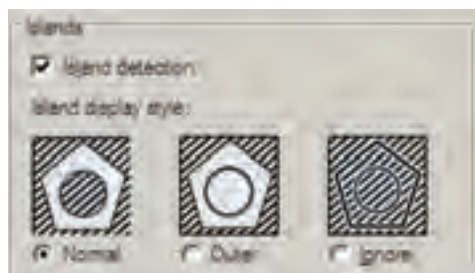 Islands
Island detection:
Island display style:
Normal Outer Ignore